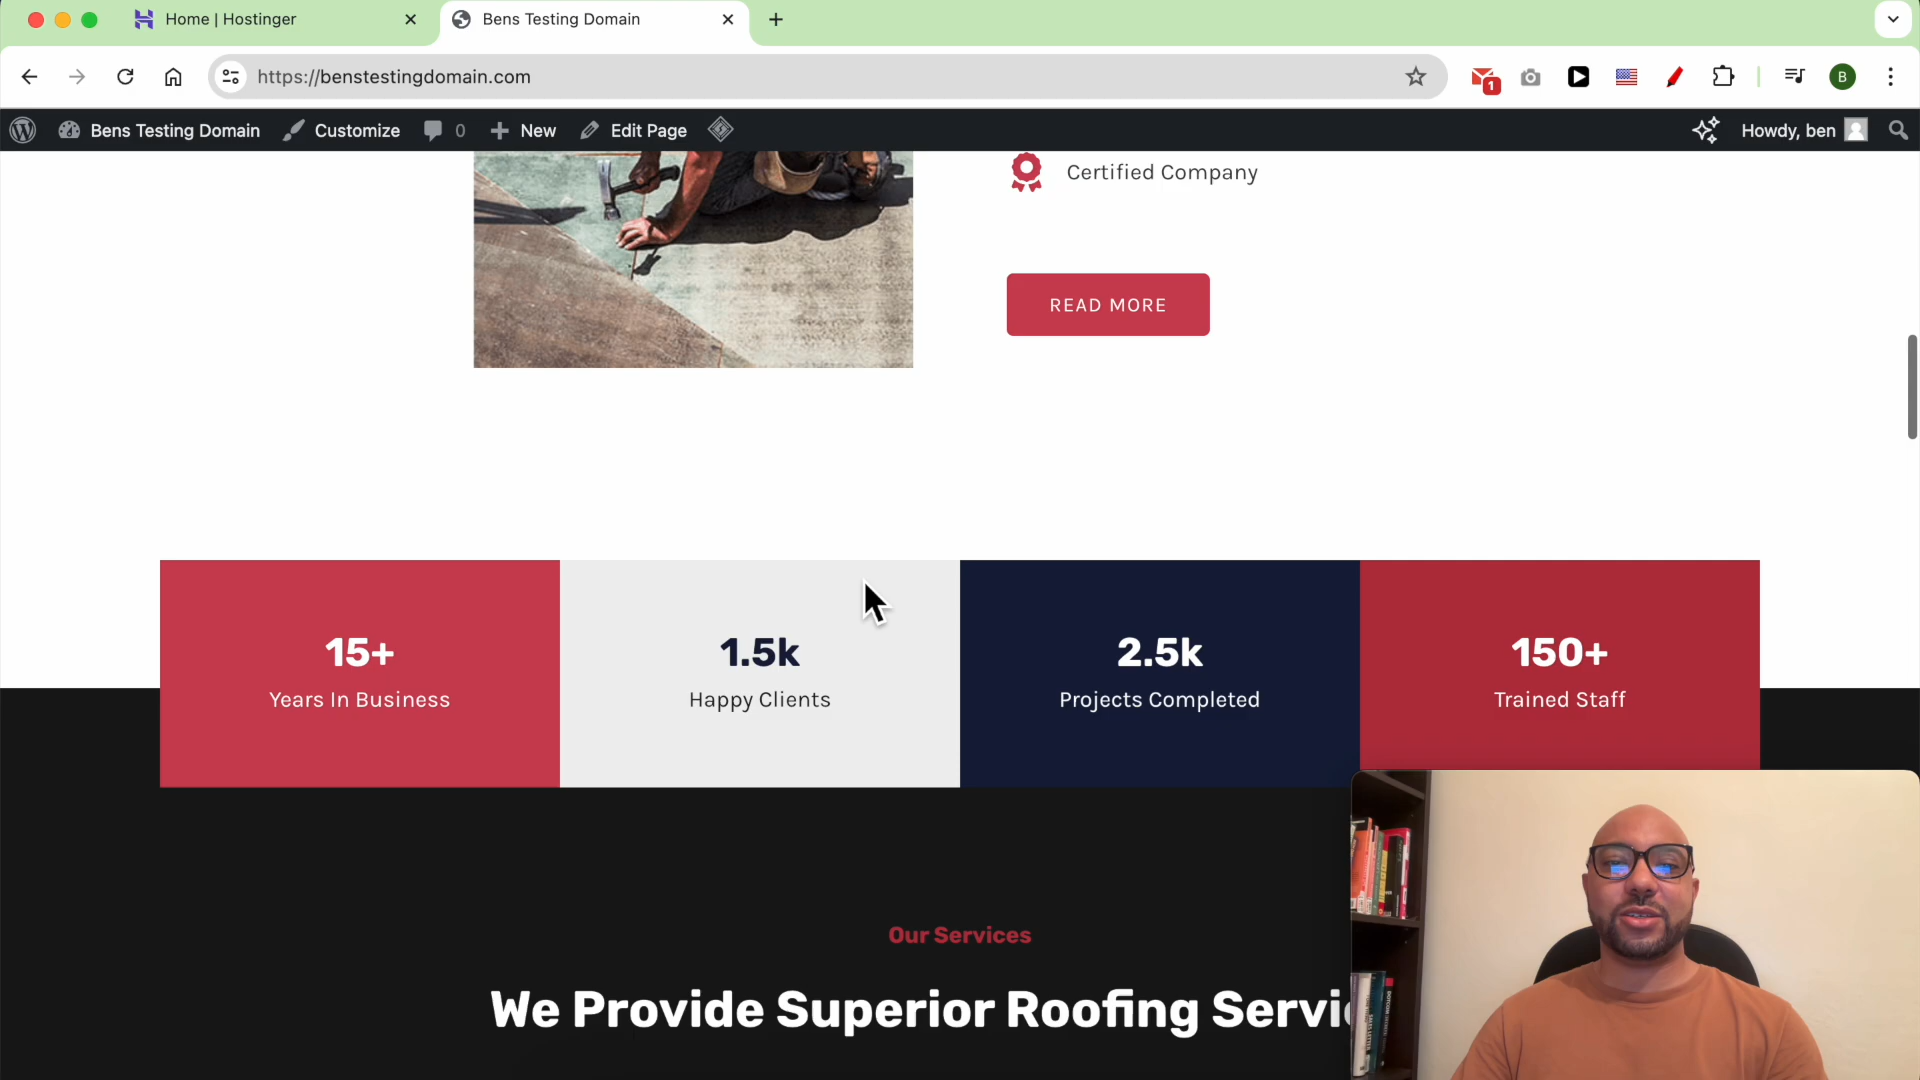 Home | Hostinger
Bens Testing Domain
https://benstestingdomain.com
1
B
Bens Testing Domain
Customize
0
New
Edit Page
Howdy, ben
Certified Company
READ MORE
15+
Years In Business
1.5k
Happy Clients
2.5k
Projects Completed
150+
Trained Staff
Our Services
We Provide Superior Roofing Servi